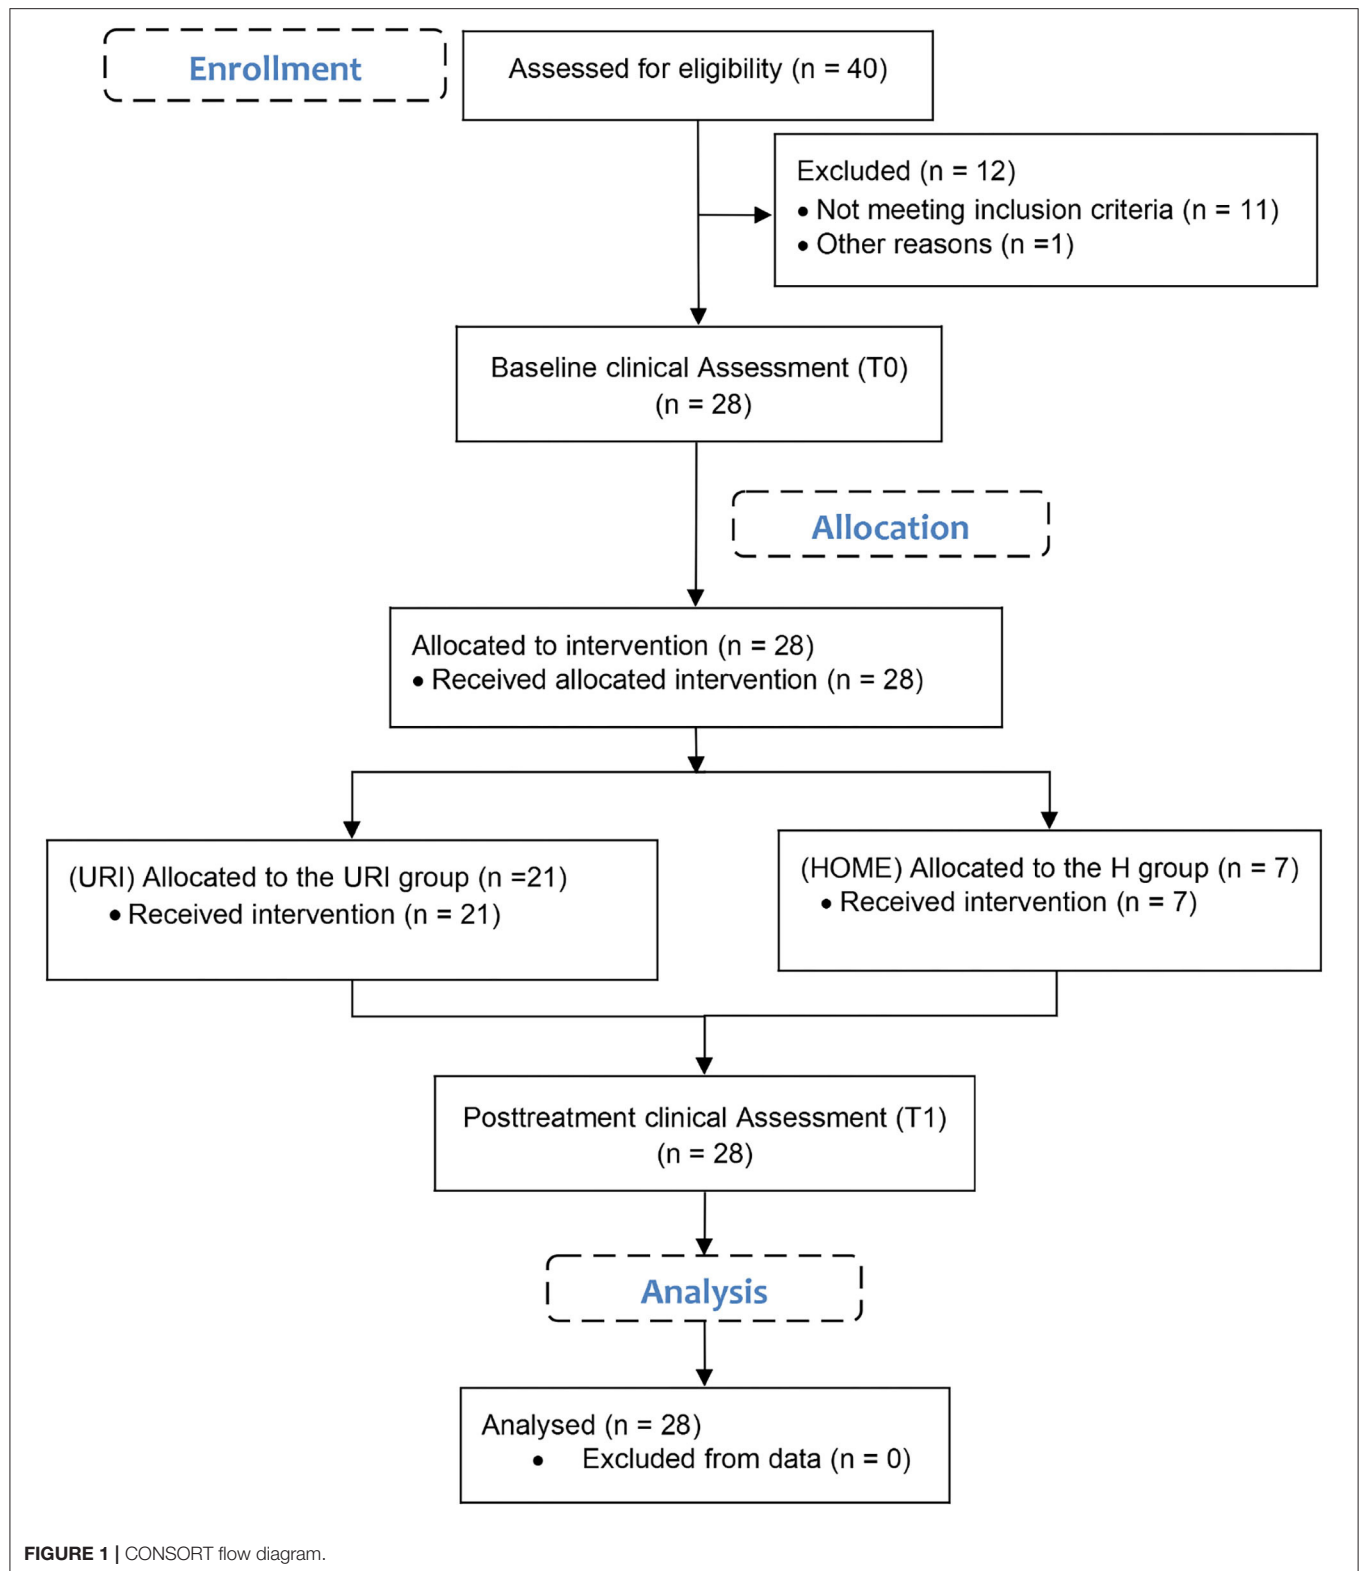 Enrollment
Assessed for eligibility (n = 40)
Excluded (n = 12)
• Not meeting inclusion criteria (n = 11)
• Other reasons (n =1)
Baseline clinical Assessment (T0)
(n = 28)
Allocation
Allocated to intervention (n = 28)
• Received allocated intervention (n = 28)
(URI) Allocated to the URI group (n =21)
• Received intervention (n = 21)
(HOME) Allocated to the H group (n = 7)
• Received intervention (n = 7)
Posttreatment clinical Assessment (T1)
(n = 28)
Analysis
Analysed (n = 28)
• Excluded from data (n = 0)
FIGURE 1 | CONSORT flow diagram.